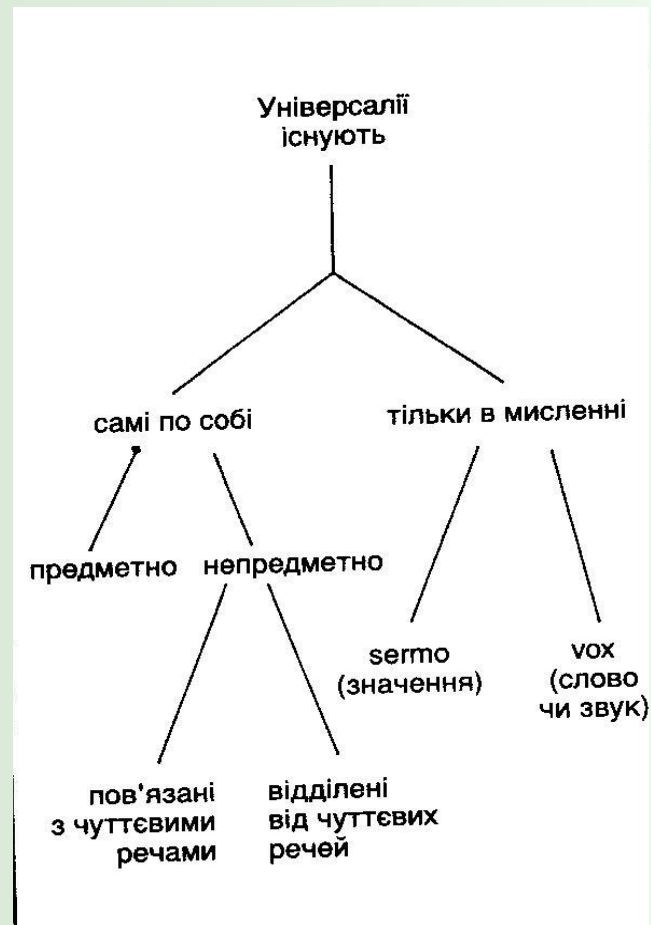 Універсалії
існують
самі по собі
тільки в мисленні
предметно
непредметно
sermo
(значення)
vox
(слово
чи звук)
пов'язані
з чуттєвими
речами
відділені
від чуттєвих
речей